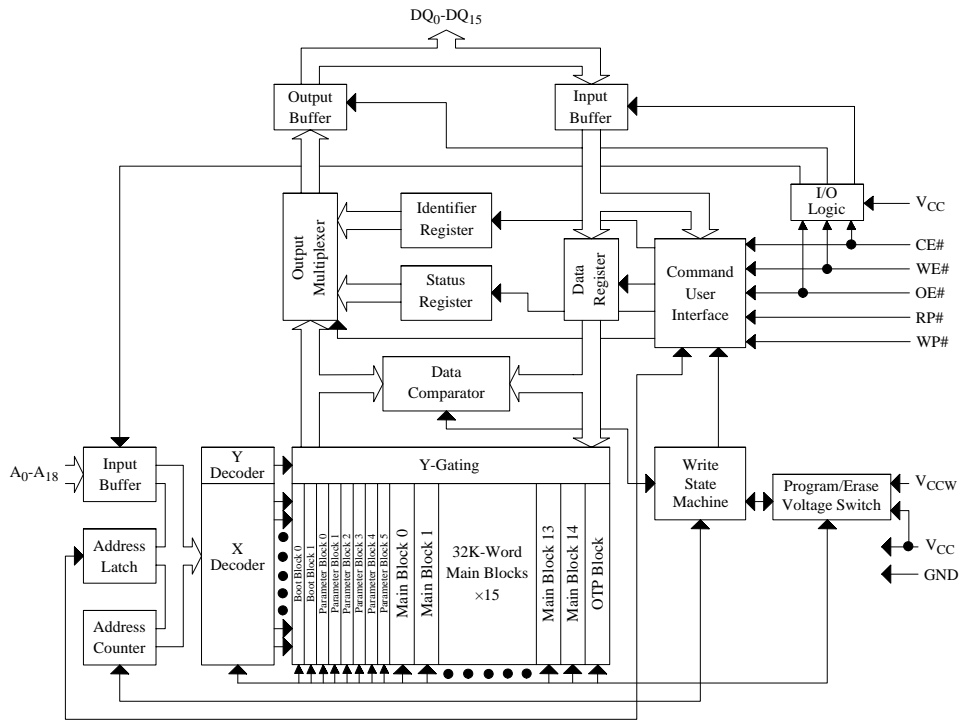 DQ0-DQ15
Output
Buffer
Input
Buffer
I/O
Logic
VCC
Output
Multiplexer
Identifier
Register
Status
Register
Data
Register
Command
User
Interface
CE#
WE#
OE#
RP#
WP#
Data
Comparator
A0-A18
Input
Buffer
Y
Decoder
Y-Gating
Write
State
Machine
Program/Erase
Voltage Switch
VCCW
VCC
GND
Address
Latch
X
Decoder
Address
Counter
Boot Block 0
Boot Block 1
Parameter Block 0
Parameter Block 1
Parameter Block 2
Parameter Block 3
Parameter Block 4
Parameter Block 5
Main Block 0
Main Block 1
32K-Word
Main Blocks
×15
Main Block 13
Main Block 14
OTP Block